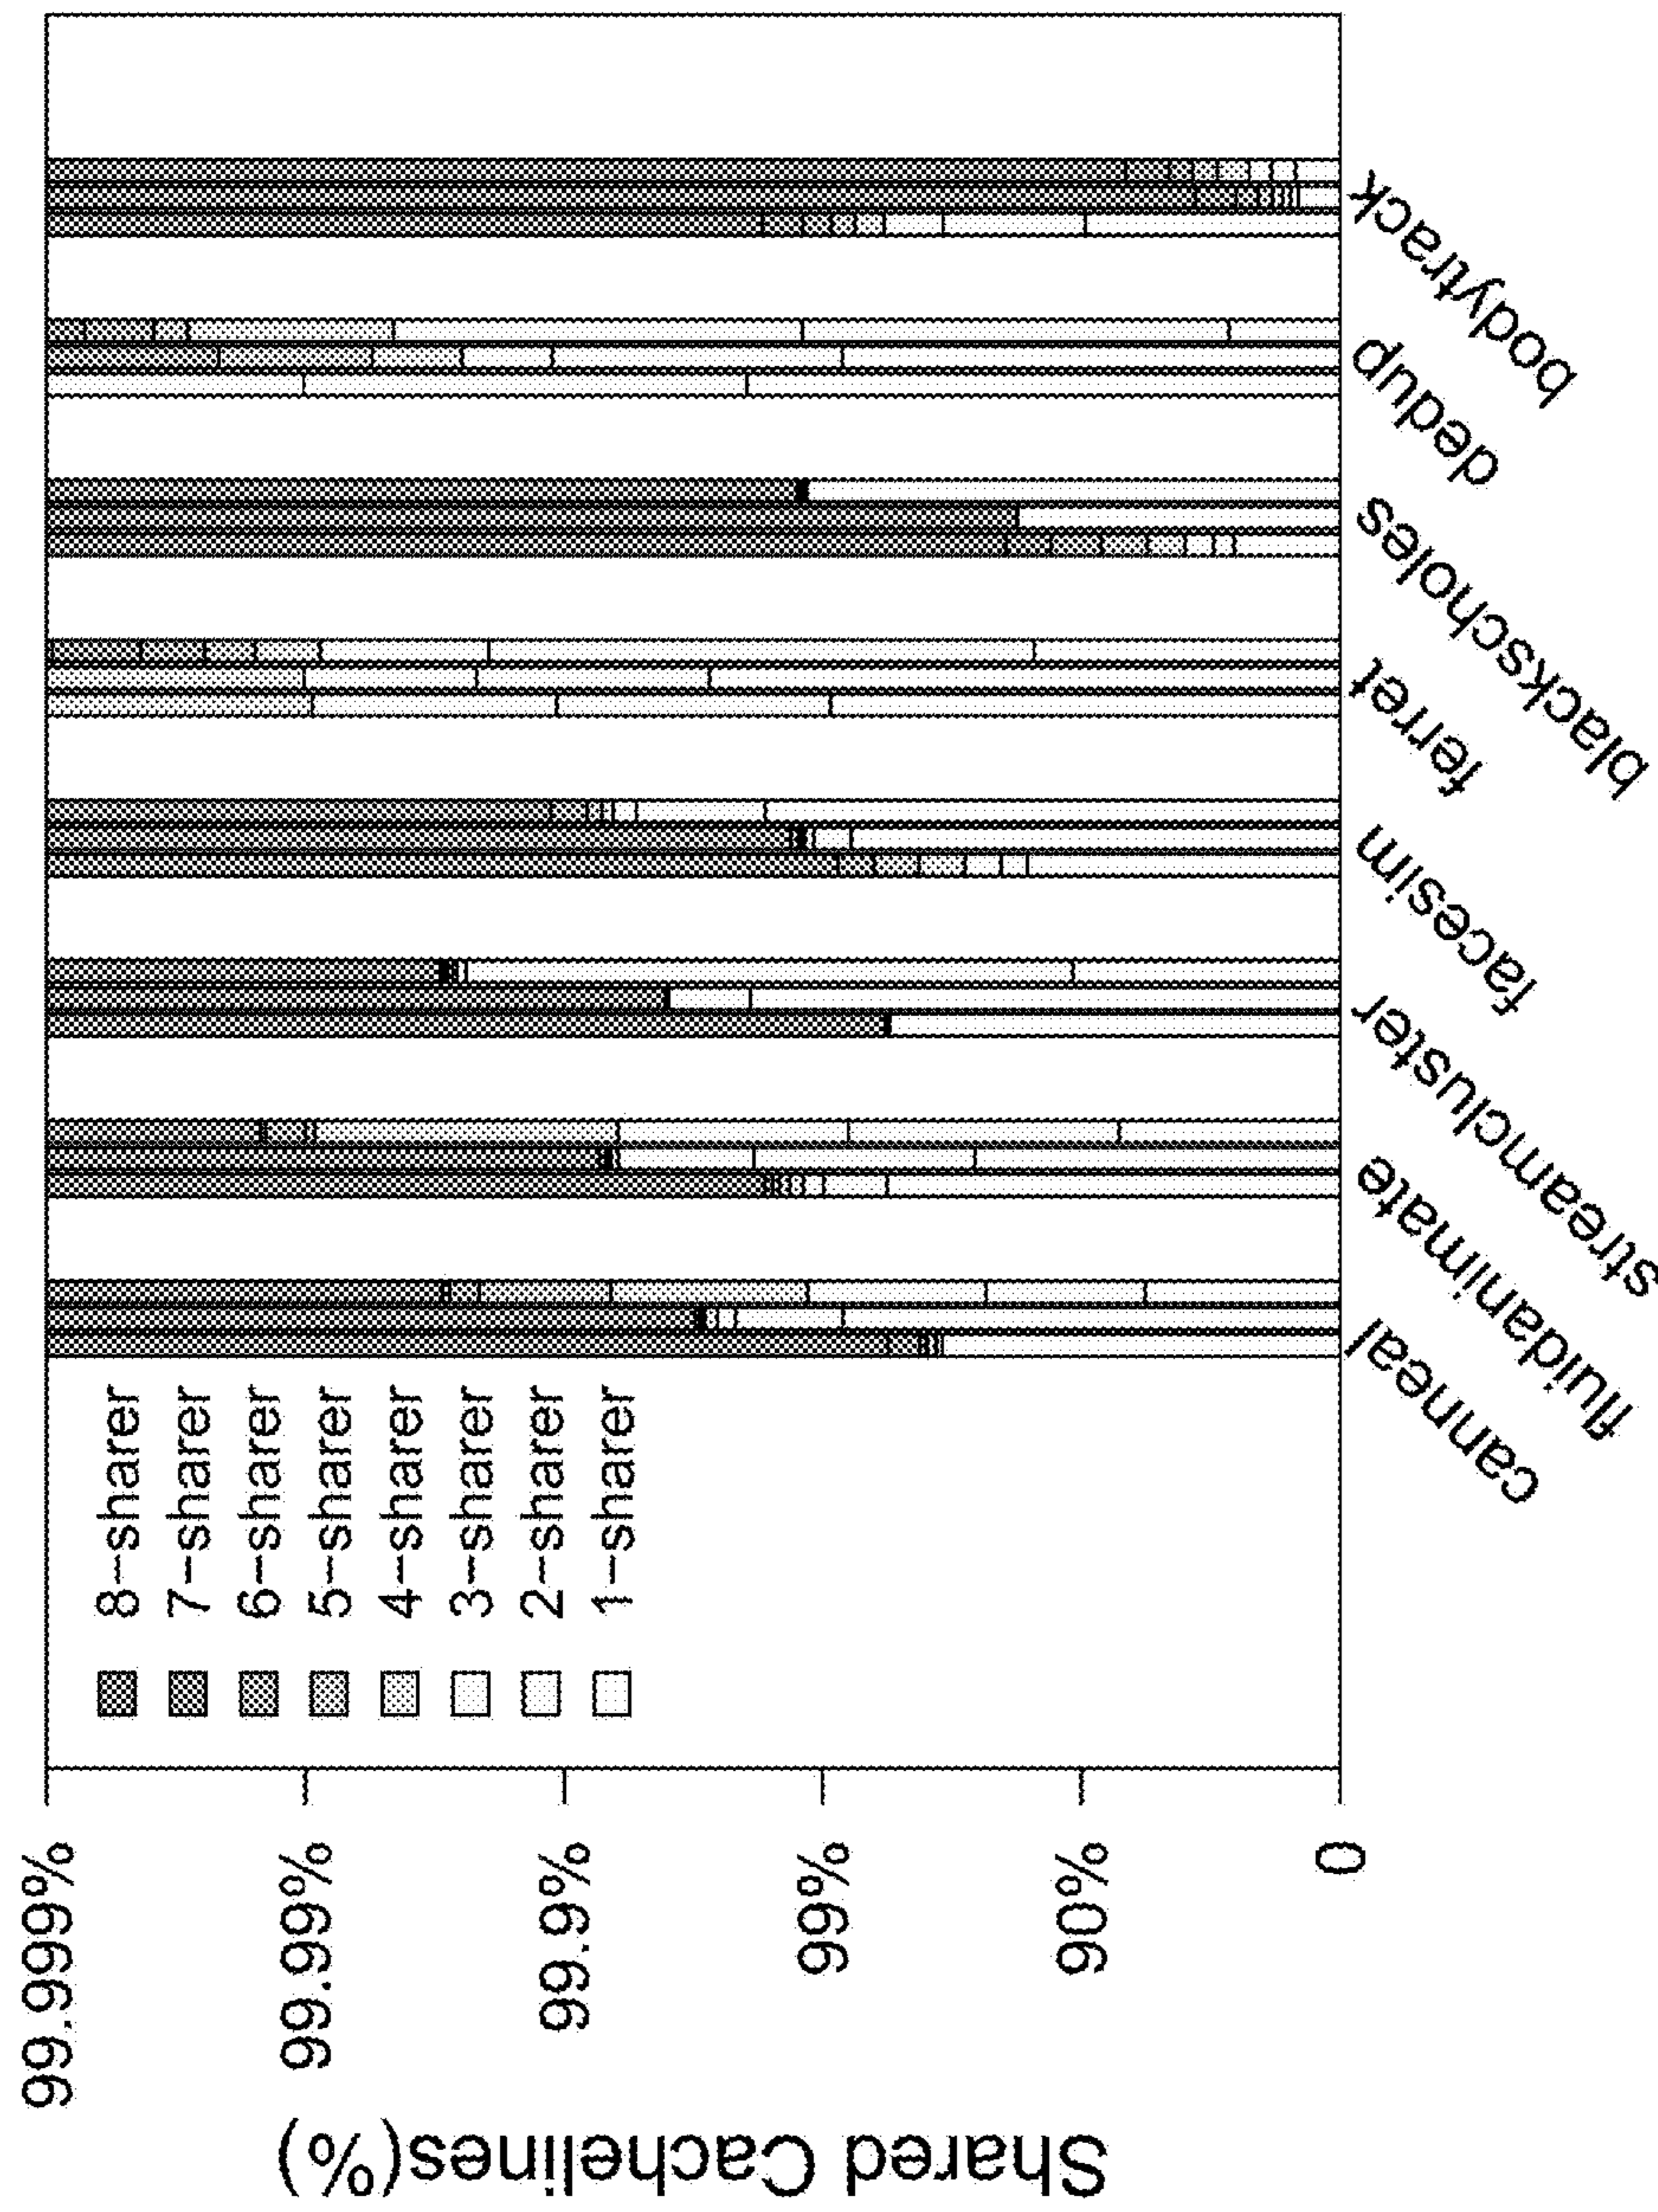 Shared Cachelines(%)
99.999%
99.99%
99.9%
99%
90%
0
8-sharer
7-sharer
6-sharer
5-sharer
4-sharer
3-sharer
2-sharer
1-sharer
canneal
fluidanimate
streamcluster
facesim
ferret
blackscholes
dedup
bodytrack